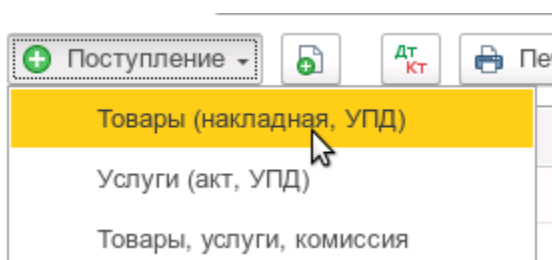 Поступление Дт Кт
Товары (накладная, УПД)
Услуги (акт, УПД)
Товары, услуги, комиссия